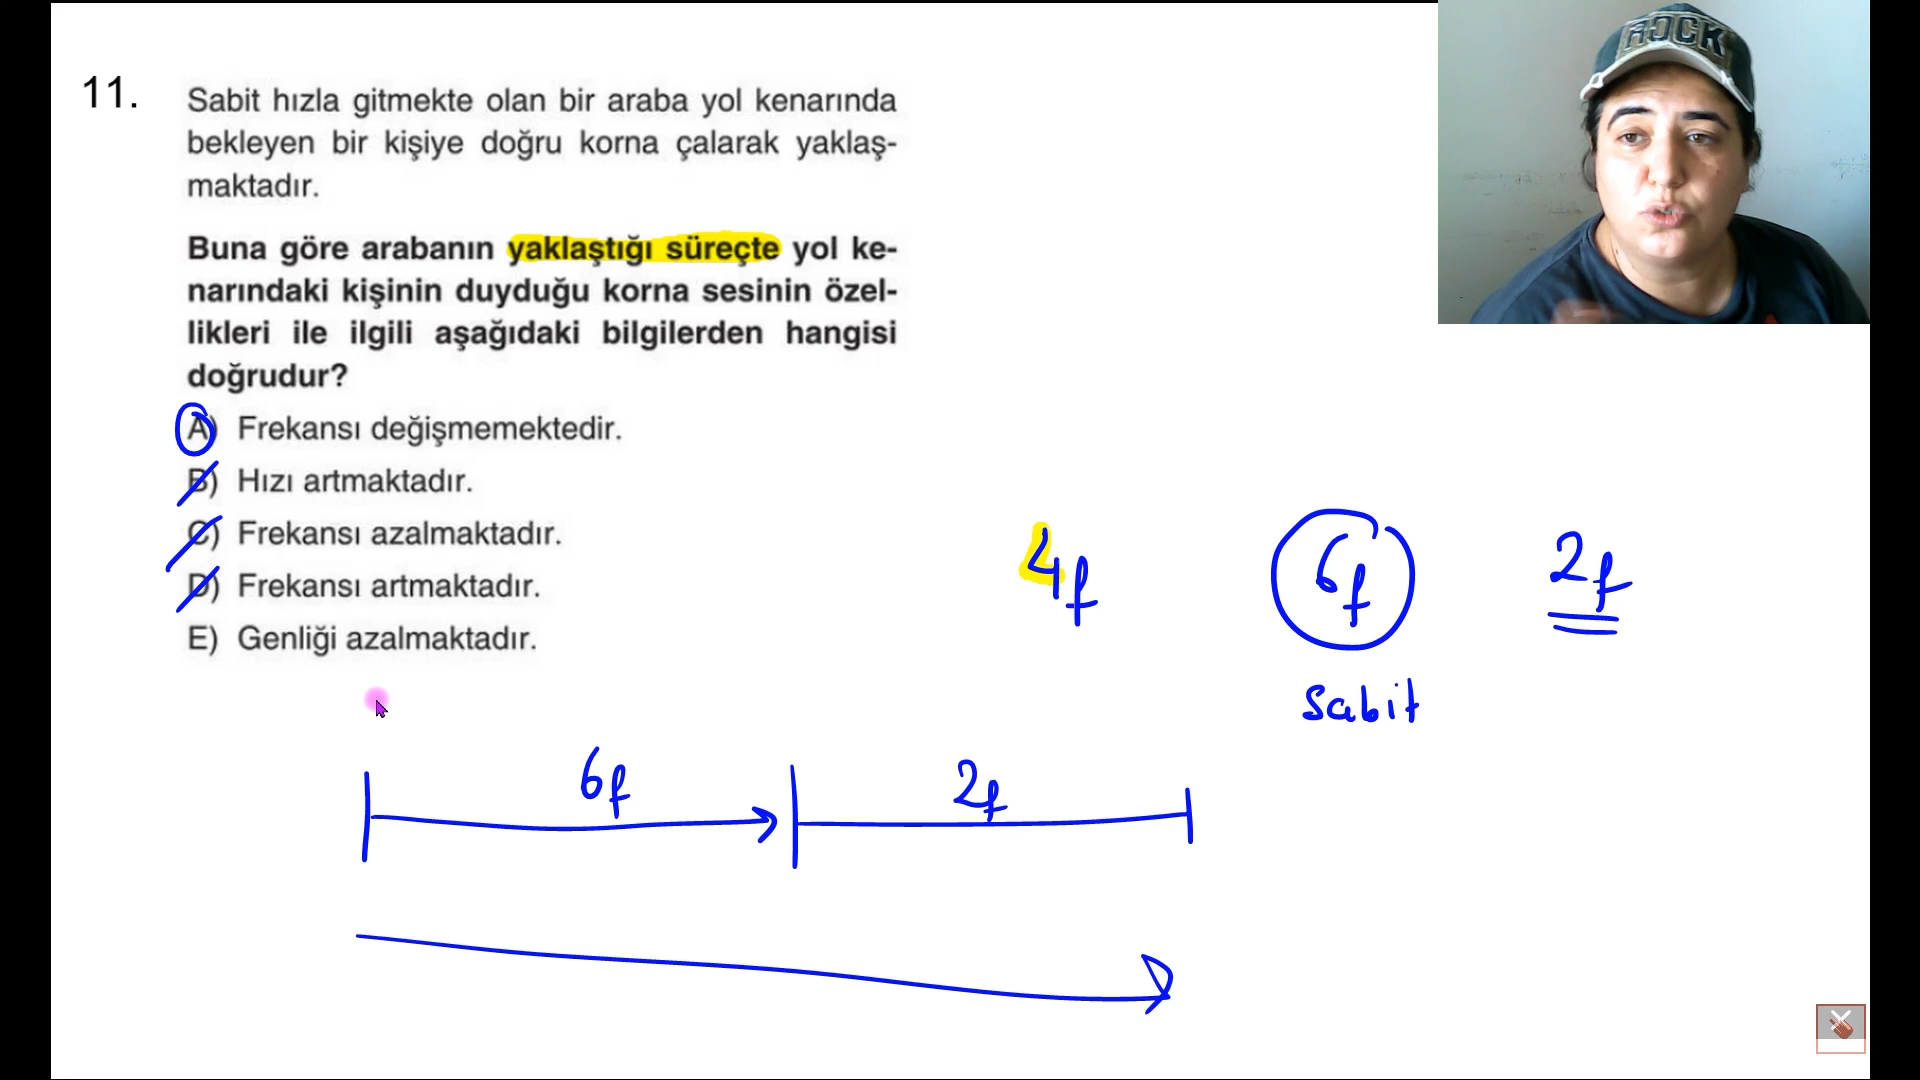 ROCK
11.
Sabit hızla gitmekte olan bir araba yol kenarında
bekleyen bir kişiye doğru korna çalarak yaklaş-
maktadır.
Buna göre arabanın yaklaştığı süreçte yol ke-
narındaki kişinin duyduğu korna sesinin özel-
likleri ile ilgili aşağıdaki bilgilerden hangisi
doğrudur?
A) Frekansı değişmemektedir.
B) Hızı artmaktadır.
C) Frekansı azalmaktadır.
D) Frekansı artmaktadır.
E) Genliği azalmaktadır.
4f 6f 2f
Sabit
6f 2f